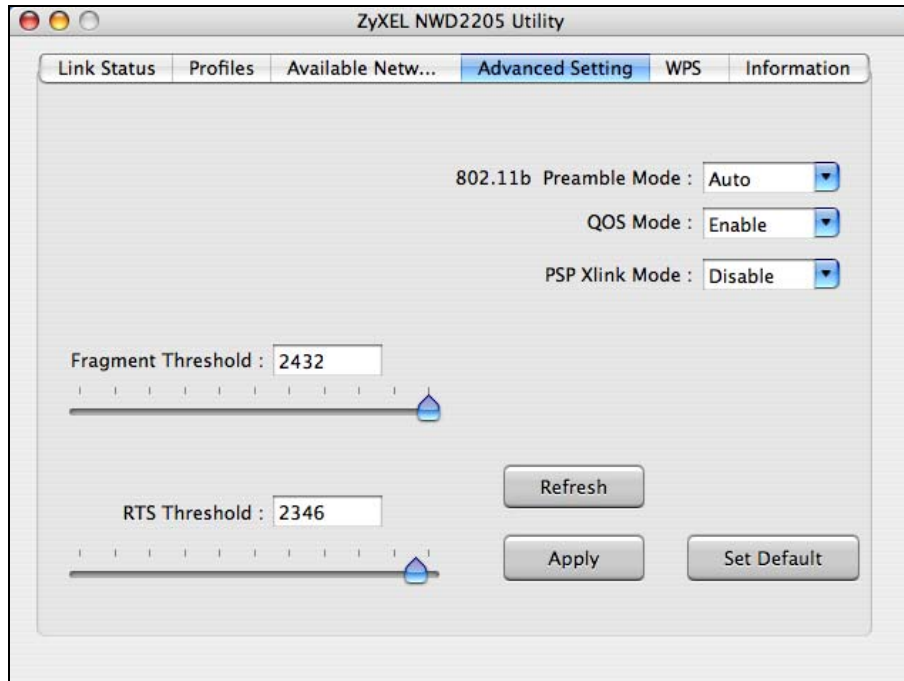 ZyXEL NWD2205 Utility
Link Status Profiles Available Netw... Advanced Setting WPS Information
802.11b Preamble Mode : Auto
QOS Mode : Enable
PSP Xlink Mode : Disable
Fragment Threshold : 2432
Refresh
RTS Threshold : 2346
Apply Set Default